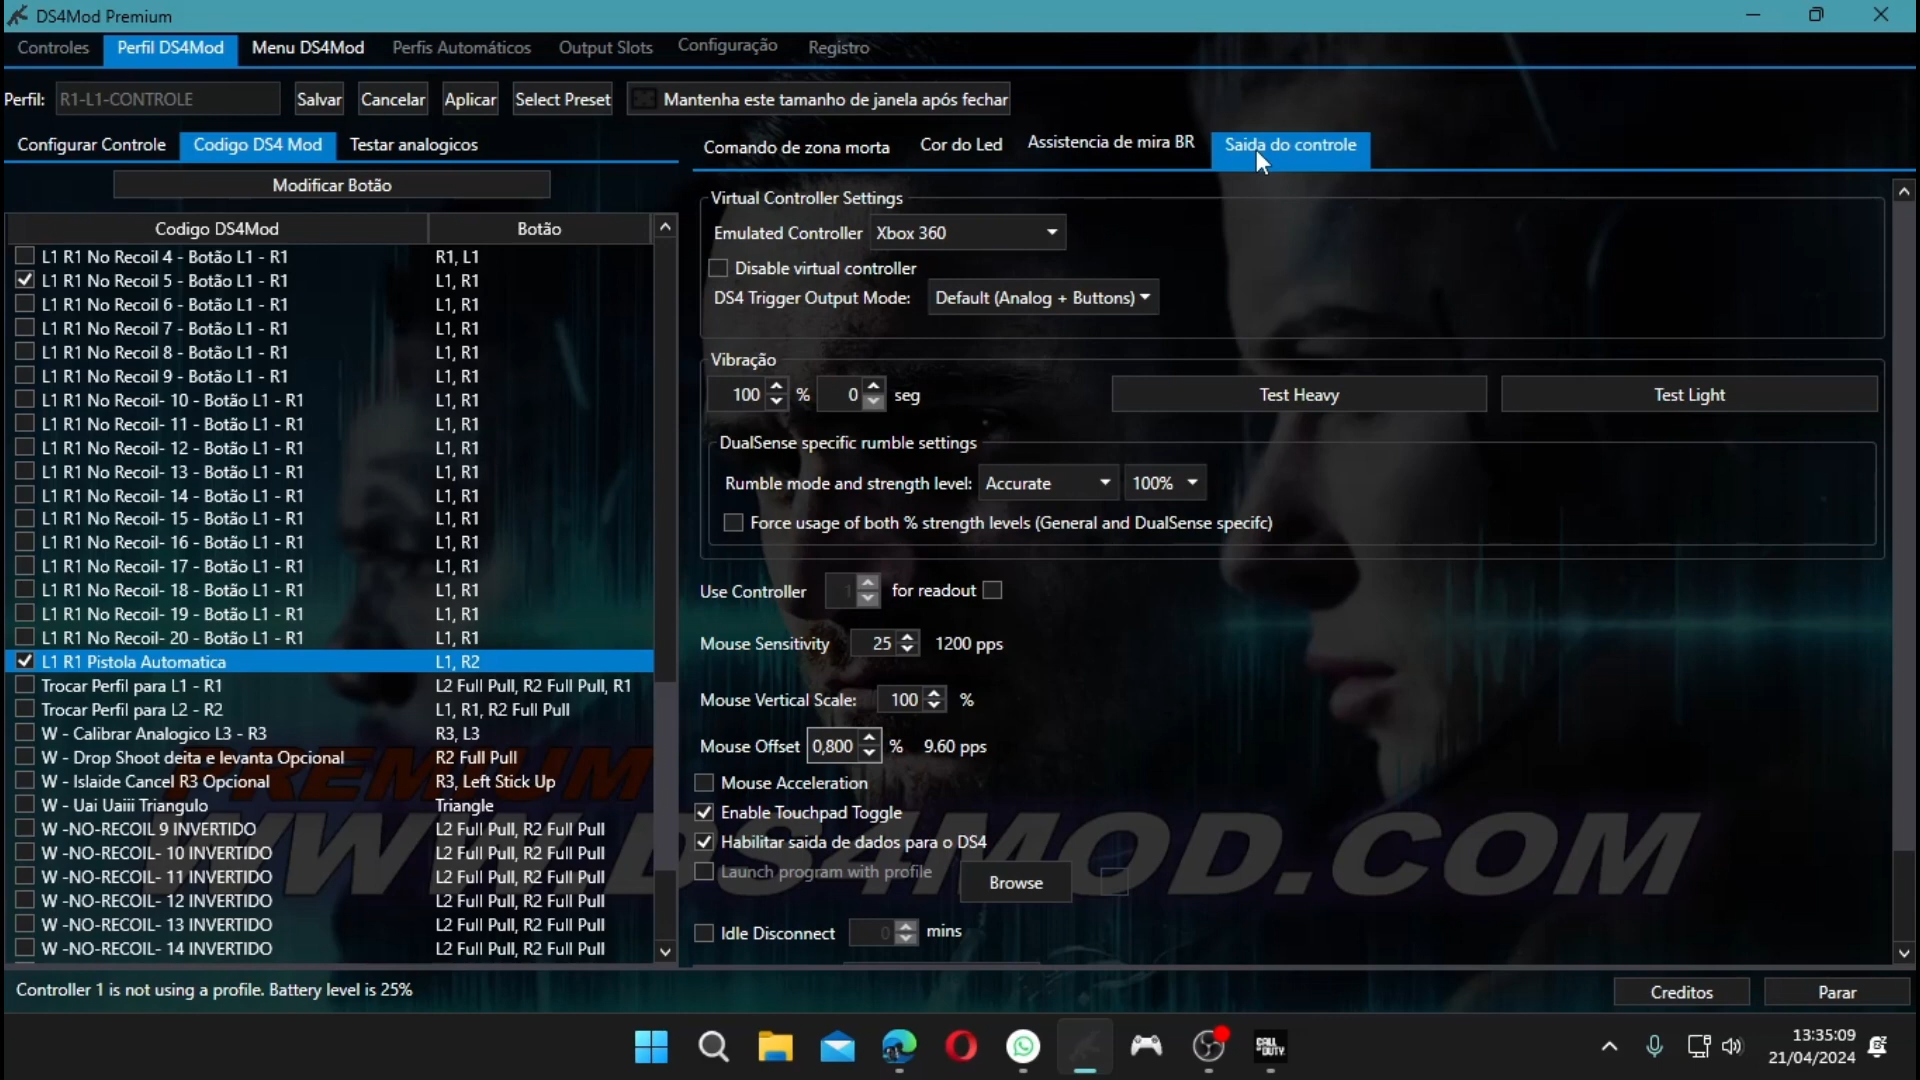 DS4Mod Premium
Controles Perfil DS4Mod Menu DS4Mod Perfis Automáticos Output Slots Configuração Registro
Perfil: R1-L1-CONTROLE Salvar Cancelar Aplicar Select Preset Mantenha este tamanho de janela após fechar
Configurar Controle Codigo DS4 Mod Testar analogicos
Comando de zona morta Cor do Led Assistencia de mira BR Saida do controle
Modificar Botão
Codigo DS4Mod Botão
L1 R1 No Recoil 4 - Botão L1 - R1 R1, L1
L1 R1 No Recoil 5 - Botão L1 - R1 L1, R1
L1 R1 No Recoil 6 - Botão L1 - R1 L1, R1
L1 R1 No Recoil 7 - Botão L1 - R1 L1, R1
L1 R1 No Recoil 8 - Botão L1 - R1 L1, R1
L1 R1 No Recoil 9 - Botão L1 - R1 L1, R1
L1 R1 No Recoil- 10 - Botão L1 - R1 L1, R1
L1 R1 No Recoil- 11 - Botão L1 - R1 L1, R1
L1 R1 No Recoil- 12 - Botão L1 - R1 L1, R1
L1 R1 No Recoil- 13 - Botão L1 - R1 L1, R1
L1 R1 No Recoil- 14 - Botão L1 - R1 L1, R1
L1 R1 No Recoil- 15 - Botão L1 - R1 L1, R1
L1 R1 No Recoil- 16 - Botão L1 - R1 L1, R1
L1 R1 No Recoil- 17 - Botão L1 - R1 L1, R1
L1 R1 No Recoil- 18 - Botão L1 - R1 L1, R1
L1 R1 No Recoil- 19 - Botão L1 - R1 L1, R1
L1 R1 No Recoil- 20 - Botão L1 - R1 L1, R1
L1 R1 Pistola Automatica L1, R2
Trocar Perfil para L1 - R1 L2 Full Pull, R2 Full Pull, R1
Trocar Perfil para L2 - R2 L1, R1, R2 Full Pull
W - Calibrar Analogico L3 - R3 R3, L3
W - Drop Shoot deita e levanta Opcional R2 Full Pull
W - Islaide Cancel R3 Opcional R3, Left Stick Up
W - Uai Uaiii Triangulo Triangle
W -NO-RECOIL 9 INVERTIDO L2 Full Pull, R2 Full Pull
W -NO-RECOIL- 10 INVERTIDO L2 Full Pull, R2 Full Pull
W -NO-RECOIL- 11 INVERTIDO L2 Full Pull, R2 Full Pull
W -NO-RECOIL- 12 INVERTIDO L2 Full Pull, R2 Full Pull
W -NO-RECOIL- 13 INVERTIDO L2 Full Pull, R2 Full Pull
W -NO-RECOIL- 14 INVERTIDO L2 Full Pull, R2 Full Pull
Virtual Controller Settings
Emulated Controller Xbox 360
Disable virtual controller
DS4 Trigger Output Mode: Default (Analog + Buttons)
Vibração
100 % 0 seg Test Heavy Test Light
DualSense specific rumble settings
Rumble mode and strength level: Accurate 100%
Force usage of both % strength levels (General and DualSense specifc)
Use Controller 1 for readout
Mouse Sensitivity 25 1200 pps
Mouse Vertical Scale: 100 %
Mouse Offset 0,800 % 9.60 pps
Mouse Acceleration
Enable Touchpad Toggle
Habilitar saida de dados para o DS4
Launch program with profile Browse
Idle Disconnect 0 mins
PREMIUM
WWW.DS4MOD.COM
Controller 1 is not using a profile. Battery level is 25%
Creditos Parar
CALL OF DUTY
13:35:09
21/04/2024